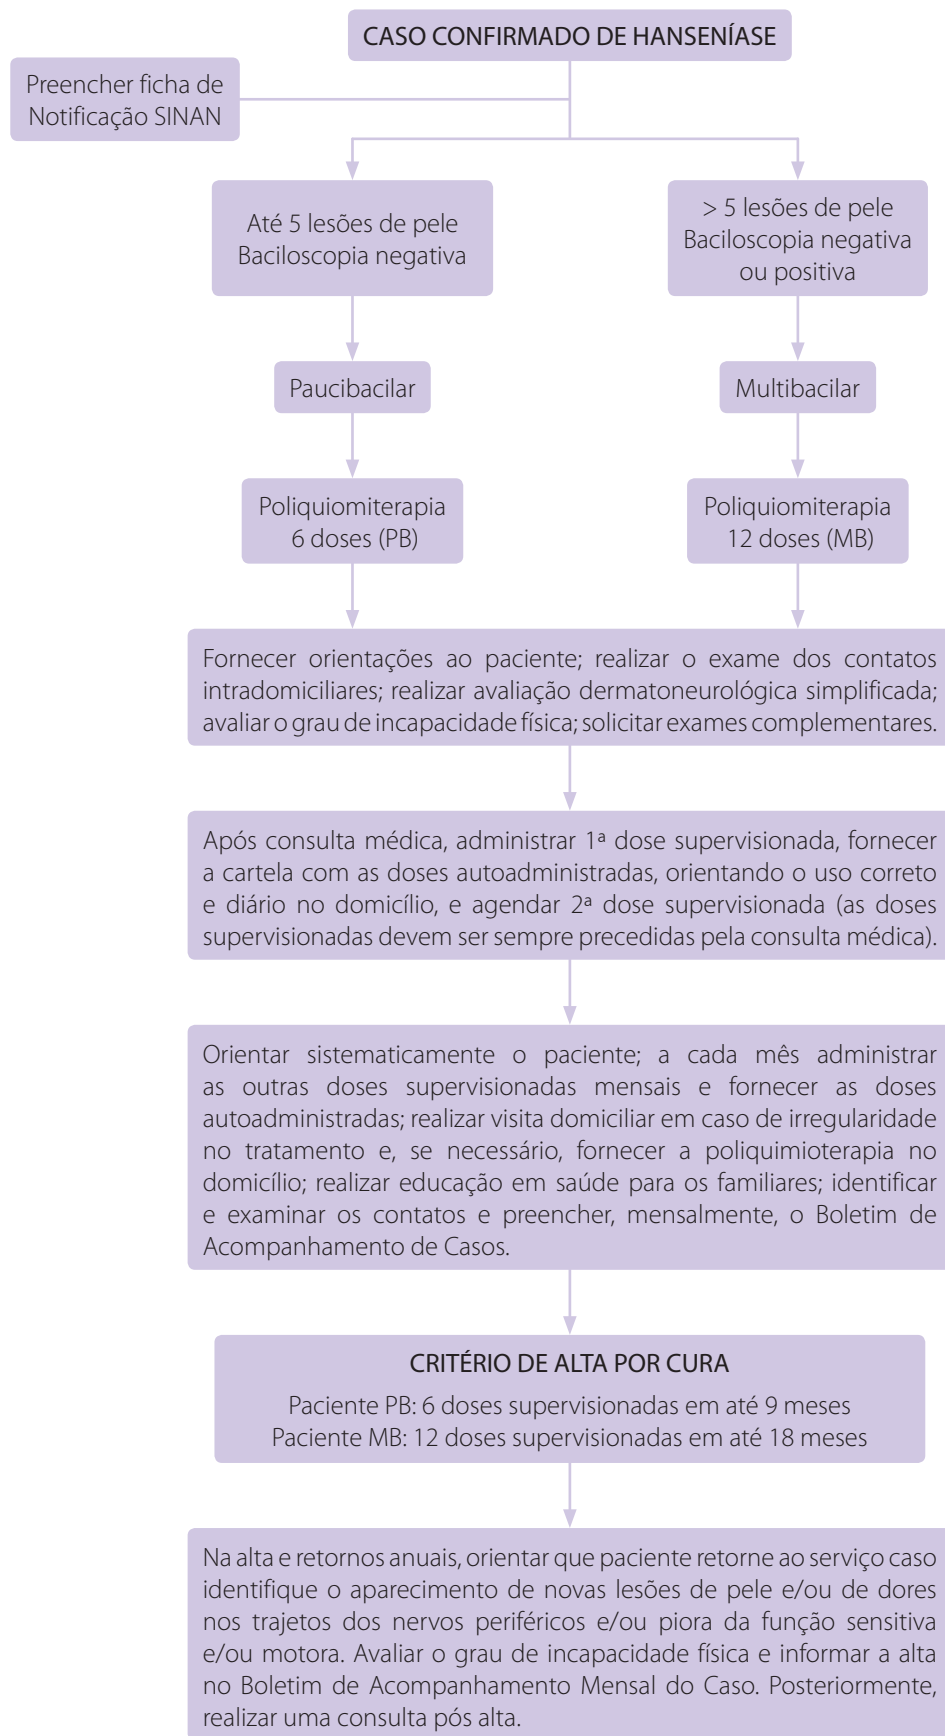 CASO CONFIRMADO DE HANSENÍASE
Preencher ficha de
Notificação SINAN
Até 5 lesões de pele
Baciloscopia negativa
> 5 lesões de pele
Baciloscopia negativa
ou positiva
Paucibacilar
Multibacilar
Poliquiomiterapia
6 doses (PB)
Poliquiomiterapia
12 doses (MB)
Fornecer orientações ao paciente; realizar o exame dos contatos
intradomiciliares; realizar avaliação dermatoneurológica simplificada;
avaliar o grau de incapacidade física; solicitar exames complementares.
Após consulta médica, administrar 1ª dose supervisionada, fornecer
a cartela com as doses autoadministradas, orientando o uso correto
e diário no domicílio, e agendar 2ª dose supervisionada (as doses
supervisionadas devem ser sempre precedidas pela consulta médica).
Orientar sistematicamente o paciente; a cada mês administrar
as outras doses supervisionadas mensais e fornecer as doses
autoadministradas; realizar visita domiciliar em caso de irregularidade
no tratamento e, se necessário, fornecer a poliquimioterapia no
domicílio; realizar educação em saúde para os familiares; identificar
e examinar os contatos e preencher, mensalmente, o Boletim de
Acompanhamento de Casos.
CRITÉRIO DE ALTA POR CURA
Paciente PB: 6 doses supervisionadas em até 9 meses
Paciente MB: 12 doses supervisionadas em até 18 meses
Na alta e retornos anuais, orientar que paciente retorne ao serviço caso
identifique o aparecimento de novas lesões de pele e/ou de dores
nos trajetos dos nervos periféricos e/ou piora da função sensitiva
e/ou motora. Avaliar o grau de incapacidade física e informar a alta
no Boletim de Acompanhamento Mensal do Caso. Posteriormente,
realizar uma consulta pós alta.